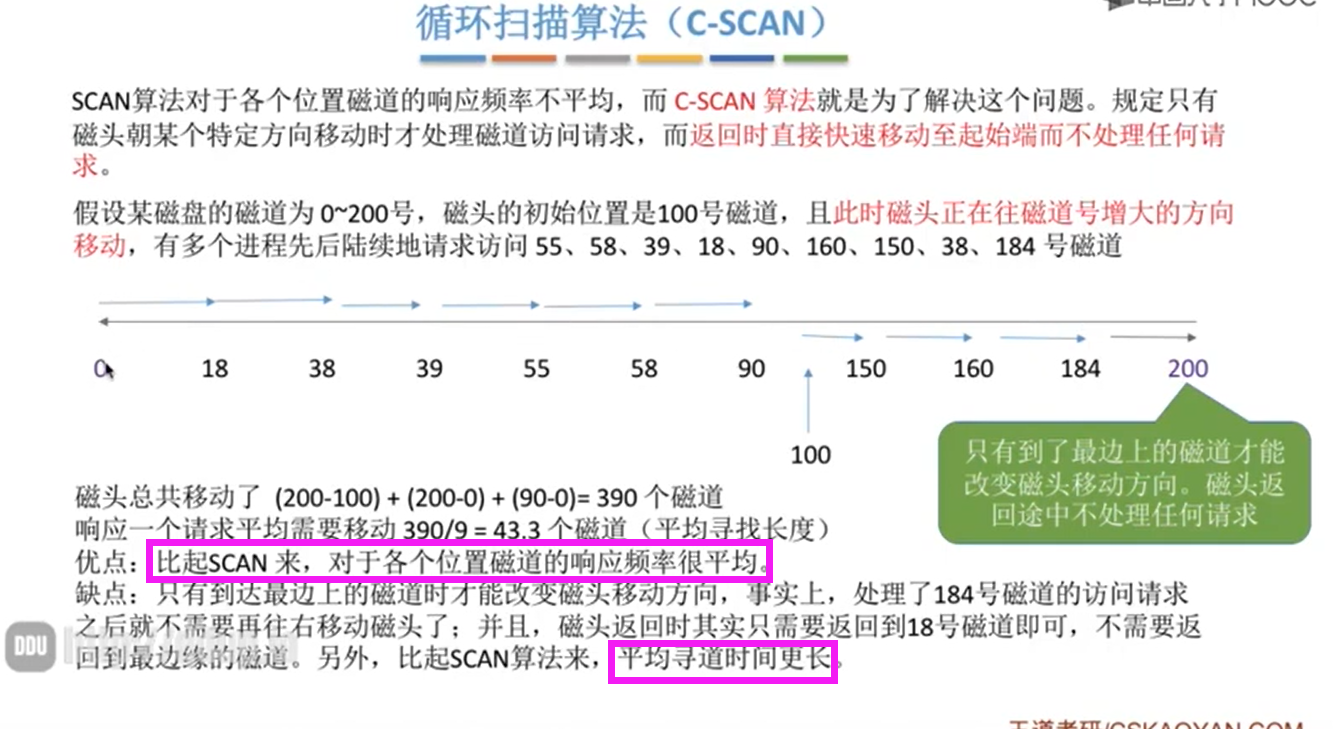 循环扫描算法（C-SCAN）
SCAN算法对于各个位置磁道的响应频率不平均，而 C-SCAN 算法就是为了解决这个问题。规定只有
磁头朝某个特定方向移动时才处理磁道访问请求，而返回时直接快速移动至起始端而不处理任何请
求。
假设某磁盘的磁道为 0~200号，磁头的初始位置是100号磁道，且此时磁头正在往磁道号增大的方向
移动，有多个进程先后陆续地请求访问 55、58、39、18、90、160、150、38、184 号磁道
0 18 38 39 55 58 90 150 160 184 200
100
只有到了最边上的磁道才能
改变磁头移动方向。磁头返
回途中不处理任何请求
磁头总共移动了 (200-100) + (200-0) + (90-0)= 390 个磁道
响应一个请求平均需要移动 390/9 = 43.3 个磁道（平均寻找长度）
优点：比起SCAN 来，对于各个位置磁道的响应频率很平均。
缺点：只有到达最边上的磁道时才能改变磁头移动方向，事实上，处理了184号磁道的访问请求
之后就不需要再往右移动磁头了；并且，磁头返回时其实只需要返回到18号磁道即可，不需要返
回到最边缘的磁道。另外，比起SCAN算法来，平均寻道时间更长。
DDU